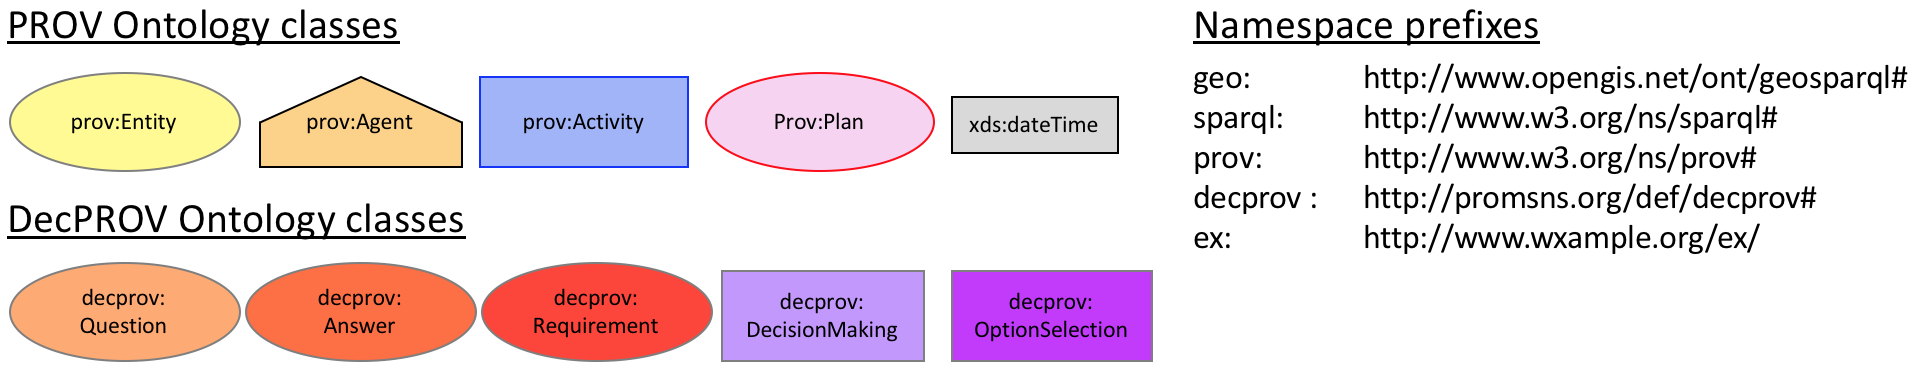 PROV Ontology classes
prov:Entity
prov:Agent
prov:Activity
Prov:Plan
xds:dateTime
DecPROV Ontology classes
decprov:
Question
decprov:
Answer
decprov:
Requirement
decprov:
DecisionMaking
decprov:
OptionSelection
Namespace prefixes
geo: http://www.opengis.net/ont/geosparql#
sparql: http://www.w3.org/ns/sparql#
prov: http://www.w3.org/ns/prov#
decprov : http://promsns.org/def/decprov#
ex: http://www.wxample.org/ex/